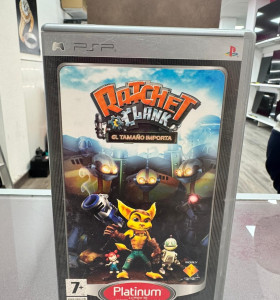 PSP
RATCHET
CLANK
EL TAMAÑO IMPORTA
7+
Platinum